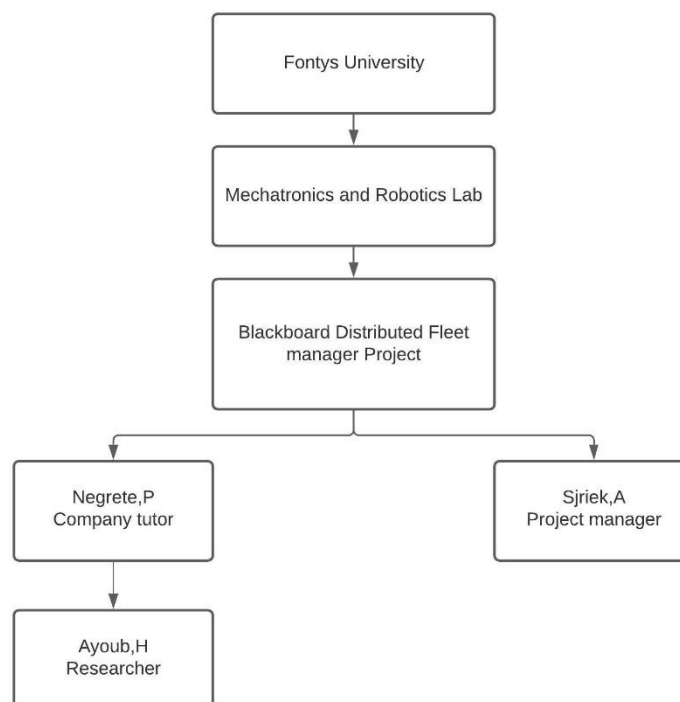 Fontys University
Mechatronics and Robotics Lab
Blackboard Distributed Fleet
manager Project
Negrete,P
Company tutor
Sjriek,A
Project manager
Ayoub,H
Researcher